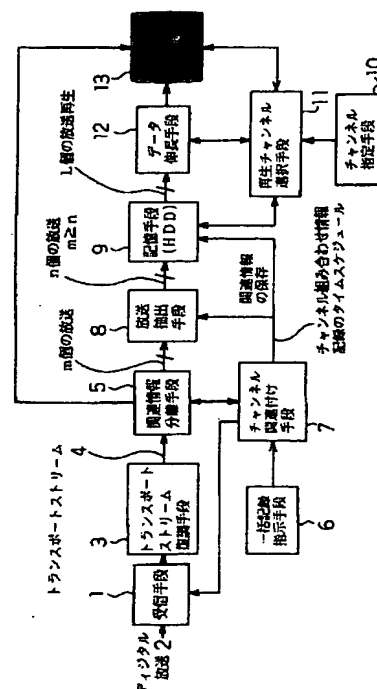 ディジタル
放送 2
1
受信手段
トランスポートストリーム
3
トランスポート
ストリーム
復調手段
4
5
関連情報
分離手段
m個の放送
8
放送
抽出
手段
n個の放送
m≧n
9
記憶手段
(HDD)
L個の放送再生
12
データ
伸長手段
13
6
一括記録
指示手段
7
チャンネル
関連付け
手段
関連情報
の保存
チャンネル組み合わせ情報
記録のタイムスケジュール
11
再生チャンネル
選択手段
10
チャンネル
指定手段